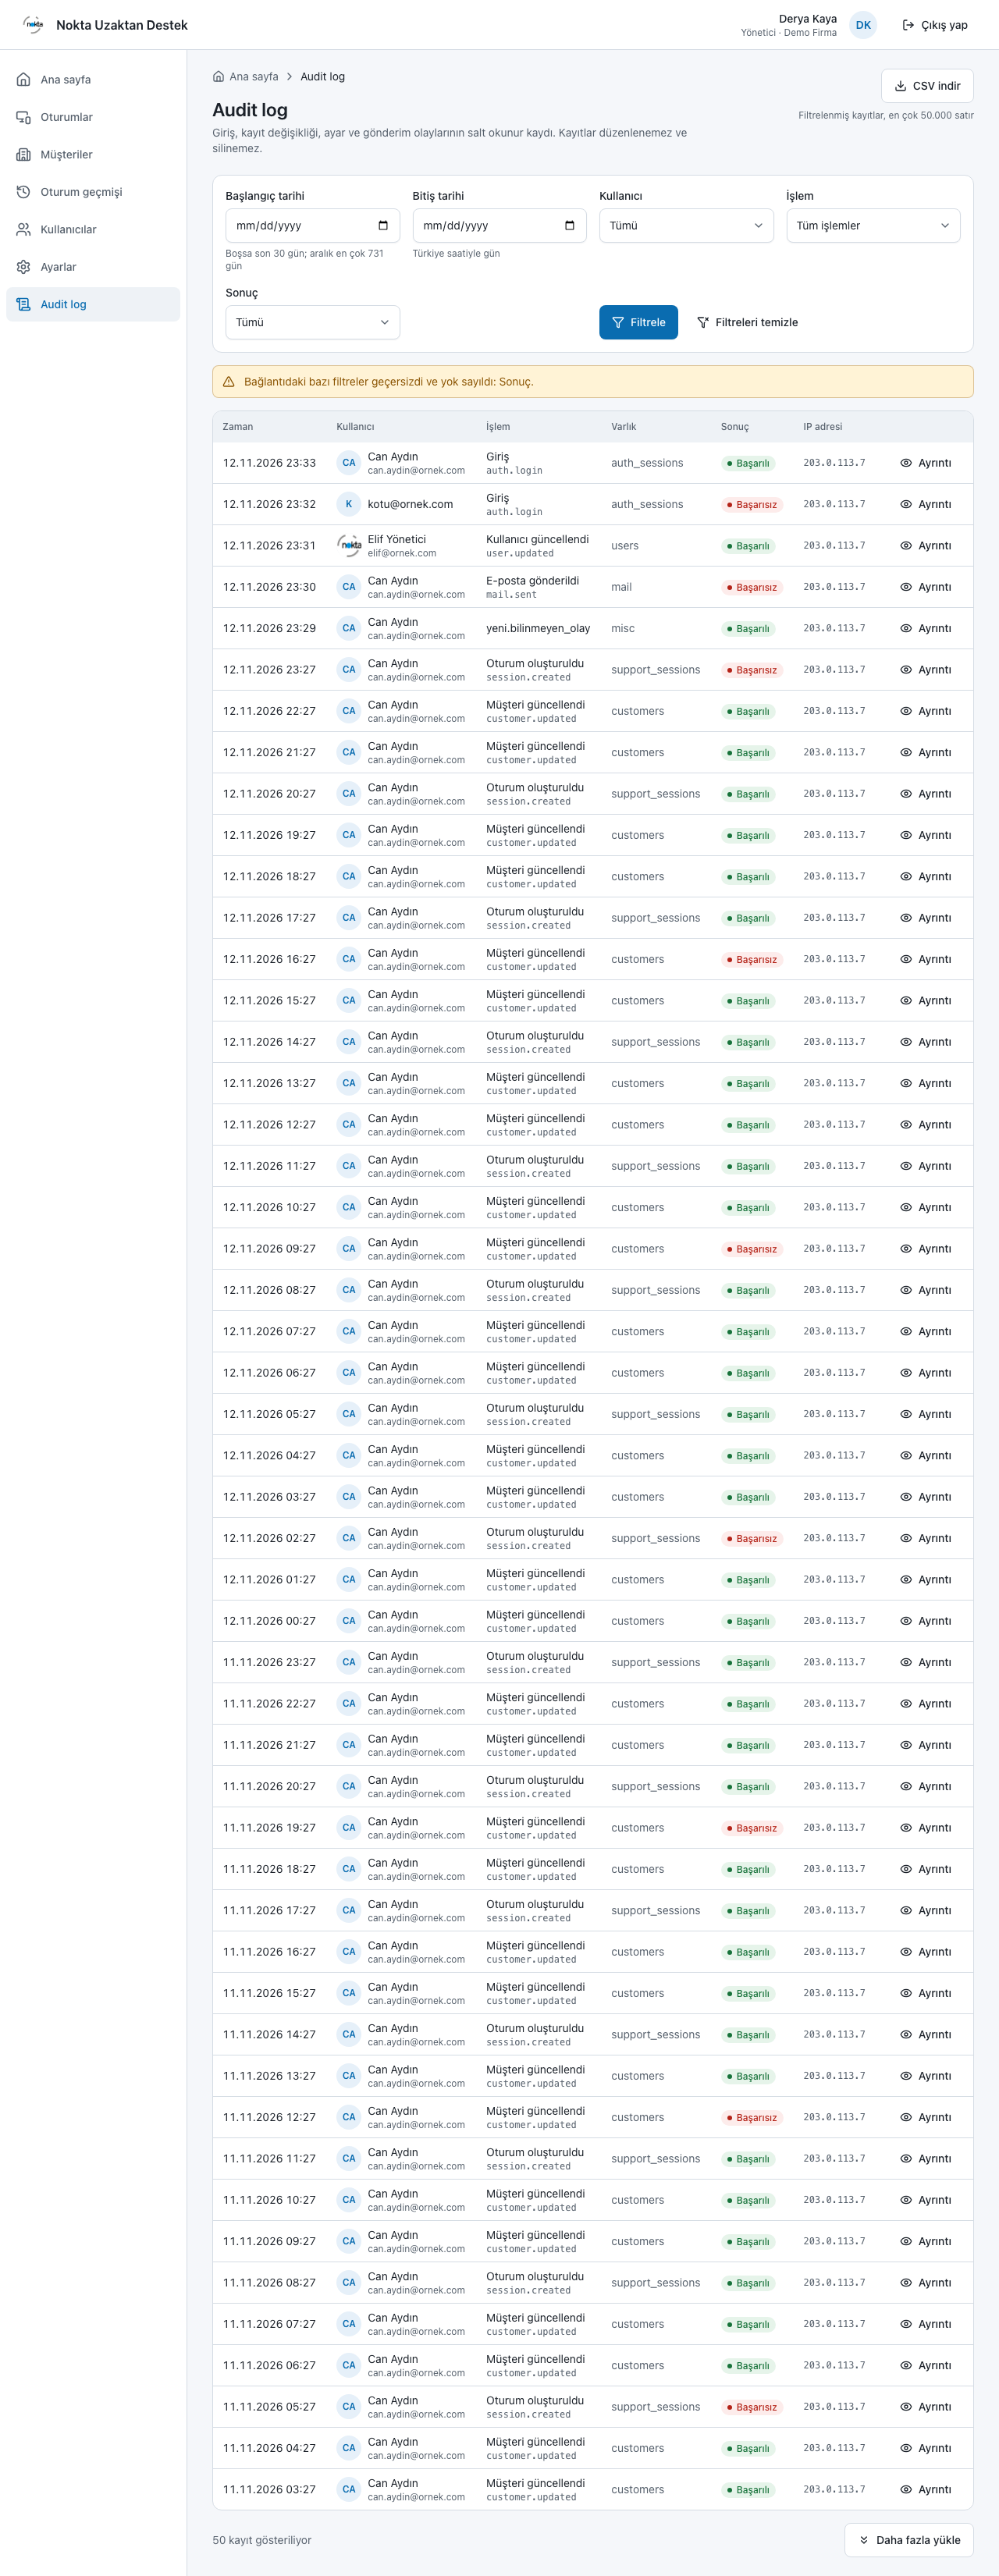 nokta Nokta Uzaktan Destek
Derya Kaya
Yönetici · Demo Firma
DK
Çıkış yap
Ana sayfa
Oturumlar
Müşteriler
Oturum geçmişi
Kullanıcılar
Ayarlar
Audit log
Ana sayfa > Audit log
CSV indir
Filtrelenmiş kayıtlar, en çok 50.000 satır
Audit log
Giriş, kayıt değişikliği, ayar ve gönderim olaylarının salt okunur kaydı. Kayıtlar düzenlenemez ve
silinemez.
Başlangıç tarihi Bitiş tarihi Kullanıcı İşlem
mm/dd/yyyy mm/dd/yyyy Tümü Tüm işlemler
Boşsa son 30 gün; aralık en çok 731 Türkiye saatiyle gün
gün
Sonuç
Tümü Filtrele Filtreleri temizle
Bağlantıdaki bazı filtreler geçersizdi ve yok sayıldı: Sonuç.
Zaman Kullanıcı İşlem Varlık Sonuç IP adresi
12.11.2026 23:33 CA Can Aydın Giriş auth_sessions Başarılı 203.0.113.7 Ayrıntı
can.aydin@ornek.com auth.login
12.11.2026 23:32 K kotu@ornek.com Giriş auth_sessions Başarısız 203.0.113.7 Ayrıntı
auth.login
12.11.2026 23:31 nokta Elif Yönetici Kullanıcı güncellendi users Başarılı 203.0.113.7 Ayrıntı
elif@ornek.com user.updated
12.11.2026 23:30 CA Can Aydın E-posta gönderildi mail Başarısız 203.0.113.7 Ayrıntı
can.aydin@ornek.com mail.sent
12.11.2026 23:29 CA Can Aydın yeni.bilinmeyen_olay misc Başarılı 203.0.113.7 Ayrıntı
can.aydin@ornek.com
12.11.2026 23:27 CA Can Aydın Oturum oluşturuldu support_sessions Başarısız 203.0.113.7 Ayrıntı
can.aydin@ornek.com session.created
12.11.2026 22:27 CA Can Aydın Müşteri güncellendi customers Başarılı 203.0.113.7 Ayrıntı
can.aydin@ornek.com customer.updated
12.11.2026 21:27 CA Can Aydın Müşteri güncellendi customers Başarılı 203.0.113.7 Ayrıntı
can.aydin@ornek.com customer.updated
12.11.2026 20:27 CA Can Aydın Oturum oluşturuldu support_sessions Başarılı 203.0.113.7 Ayrıntı
can.aydin@ornek.com session.created
12.11.2026 19:27 CA Can Aydın Müşteri güncellendi customers Başarılı 203.0.113.7 Ayrıntı
can.aydin@ornek.com customer.updated
12.11.2026 18:27 CA Can Aydın Müşteri güncellendi customers Başarılı 203.0.113.7 Ayrıntı
can.aydin@ornek.com customer.updated
12.11.2026 17:27 CA Can Aydın Oturum oluşturuldu support_sessions Başarılı 203.0.113.7 Ayrıntı
can.aydin@ornek.com session.created
12.11.2026 16:27 CA Can Aydın Müşteri güncellendi customers Başarısız 203.0.113.7 Ayrıntı
can.aydin@ornek.com customer.updated
12.11.2026 15:27 CA Can Aydın Müşteri güncellendi customers Başarılı 203.0.113.7 Ayrıntı
can.aydin@ornek.com customer.updated
12.11.2026 14:27 CA Can Aydın Oturum oluşturuldu support_sessions Başarılı 203.0.113.7 Ayrıntı
can.aydin@ornek.com session.created
12.11.2026 13:27 CA Can Aydın Müşteri güncellendi customers Başarılı 203.0.113.7 Ayrıntı
can.aydin@ornek.com customer.updated
12.11.2026 12:27 CA Can Aydın Müşteri güncellendi customers Başarılı 203.0.113.7 Ayrıntı
can.aydin@ornek.com customer.updated
12.11.2026 11:27 CA Can Aydın Oturum oluşturuldu support_sessions Başarılı 203.0.113.7 Ayrıntı
can.aydin@ornek.com session.created
12.11.2026 10:27 CA Can Aydın Müşteri güncellendi customers Başarılı 203.0.113.7 Ayrıntı
can.aydin@ornek.com customer.updated
12.11.2026 09:27 CA Can Aydın Müşteri güncellendi customers Başarısız 203.0.113.7 Ayrıntı
can.aydin@ornek.com customer.updated
12.11.2026 08:27 CA Can Aydın Oturum oluşturuldu support_sessions Başarılı 203.0.113.7 Ayrıntı
can.aydin@ornek.com session.created
12.11.2026 07:27 CA Can Aydın Müşteri güncellendi customers Başarılı 203.0.113.7 Ayrıntı
can.aydin@ornek.com customer.updated
12.11.2026 06:27 CA Can Aydın Müşteri güncellendi customers Başarılı 203.0.113.7 Ayrıntı
can.aydin@ornek.com customer.updated
12.11.2026 05:27 CA Can Aydın Oturum oluşturuldu support_sessions Başarılı 203.0.113.7 Ayrıntı
can.aydin@ornek.com session.created
12.11.2026 04:27 CA Can Aydın Müşteri güncellendi customers Başarılı 203.0.113.7 Ayrıntı
can.aydin@ornek.com customer.updated
12.11.2026 03:27 CA Can Aydın Müşteri güncellendi customers Başarılı 203.0.113.7 Ayrıntı
can.aydin@ornek.com customer.updated
12.11.2026 02:27 CA Can Aydın Oturum oluşturuldu support_sessions Başarısız 203.0.113.7 Ayrıntı
can.aydin@ornek.com session.created
12.11.2026 01:27 CA Can Aydın Müşteri güncellendi customers Başarılı 203.0.113.7 Ayrıntı
can.aydin@ornek.com customer.updated
12.11.2026 00:27 CA Can Aydın Müşteri güncellendi customers Başarılı 203.0.113.7 Ayrıntı
can.aydin@ornek.com customer.updated
11.11.2026 23:27 CA Can Aydın Oturum oluşturuldu support_sessions Başarılı 203.0.113.7 Ayrıntı
can.aydin@ornek.com session.created
11.11.2026 22:27 CA Can Aydın Müşteri güncellendi customers Başarılı 203.0.113.7 Ayrıntı
can.aydin@ornek.com customer.updated
11.11.2026 21:27 CA Can Aydın Müşteri güncellendi customers Başarılı 203.0.113.7 Ayrıntı
can.aydin@ornek.com customer.updated
11.11.2026 20:27 CA Can Aydın Oturum oluşturuldu support_sessions Başarılı 203.0.113.7 Ayrıntı
can.aydin@ornek.com session.created
11.11.2026 19:27 CA Can Aydın Müşteri güncellendi customers Başarısız 203.0.113.7 Ayrıntı
can.aydin@ornek.com customer.updated
11.11.2026 18:27 CA Can Aydın Müşteri güncellendi customers Başarılı 203.0.113.7 Ayrıntı
can.aydin@ornek.com customer.updated
11.11.2026 17:27 CA Can Aydın Oturum oluşturuldu support_sessions Başarılı 203.0.113.7 Ayrıntı
can.aydin@ornek.com session.created
11.11.2026 16:27 CA Can Aydın Müşteri güncellendi customers Başarılı 203.0.113.7 Ayrıntı
can.aydin@ornek.com customer.updated
11.11.2026 15:27 CA Can Aydın Müşteri güncellendi customers Başarılı 203.0.113.7 Ayrıntı
can.aydin@ornek.com customer.updated
11.11.2026 14:27 CA Can Aydın Oturum oluşturuldu support_sessions Başarılı 203.0.113.7 Ayrıntı
can.aydin@ornek.com session.created
11.11.2026 13:27 CA Can Aydın Müşteri güncellendi customers Başarılı 203.0.113.7 Ayrıntı
can.aydin@ornek.com customer.updated
11.11.2026 12:27 CA Can Aydın Müşteri güncellendi customers Başarısız 203.0.113.7 Ayrıntı
can.aydin@ornek.com customer.updated
11.11.2026 11:27 CA Can Aydın Oturum oluşturuldu support_sessions Başarılı 203.0.113.7 Ayrıntı
can.aydin@ornek.com session.created
11.11.2026 10:27 CA Can Aydın Müşteri güncellendi customers Başarılı 203.0.113.7 Ayrıntı
can.aydin@ornek.com customer.updated
11.11.2026 09:27 CA Can Aydın Müşteri güncellendi customers Başarılı 203.0.113.7 Ayrıntı
can.aydin@ornek.com customer.updated
11.11.2026 08:27 CA Can Aydın Oturum oluşturuldu support_sessions Başarılı 203.0.113.7 Ayrıntı
can.aydin@ornek.com session.created
11.11.2026 07:27 CA Can Aydın Müşteri güncellendi customers Başarılı 203.0.113.7 Ayrıntı
can.aydin@ornek.com customer.updated
11.11.2026 06:27 CA Can Aydın Müşteri güncellendi customers Başarılı 203.0.113.7 Ayrıntı
can.aydin@ornek.com customer.updated
11.11.2026 05:27 CA Can Aydın Oturum oluşturuldu support_sessions Başarısız 203.0.113.7 Ayrıntı
can.aydin@ornek.com session.created
11.11.2026 04:27 CA Can Aydın Müşteri güncellendi customers Başarılı 203.0.113.7 Ayrıntı
can.aydin@ornek.com customer.updated
11.11.2026 03:27 CA Can Aydın Müşteri güncellendi customers Başarılı 203.0.113.7 Ayrıntı
can.aydin@ornek.com customer.updated
50 kayıt gösteriliyor
Daha fazla yükle